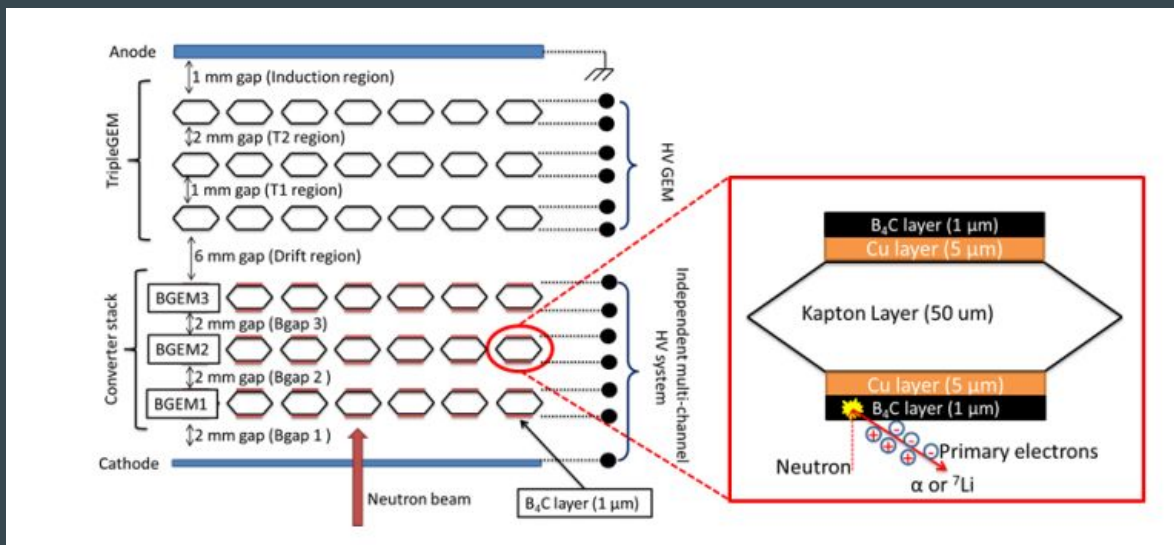 Anode
1 mm gap (Induction region)
TripleGEM
2 mm gap (T2 region)
1 mm gap (T1 region)
HV GEM
6 mm gap (Drift region)
Converter stack
BGEM3
2 mm gap (Bgap 3)
BGEM2
2 mm gap (Bgap 2 )
BGEM1
2 mm gap (Bgap 1 )
Cathode
Independent multi-channel
HV system
Neutron beam
B₄C layer (1 µm)
B₄C layer (1 µm)
Cu layer (5 µm)
Kapton Layer (50 um)
Cu layer (5 µm)
B₄C layer (1 µm)
- - - -
+ + + +
Primary electrons
Neutron
α or ⁷Li